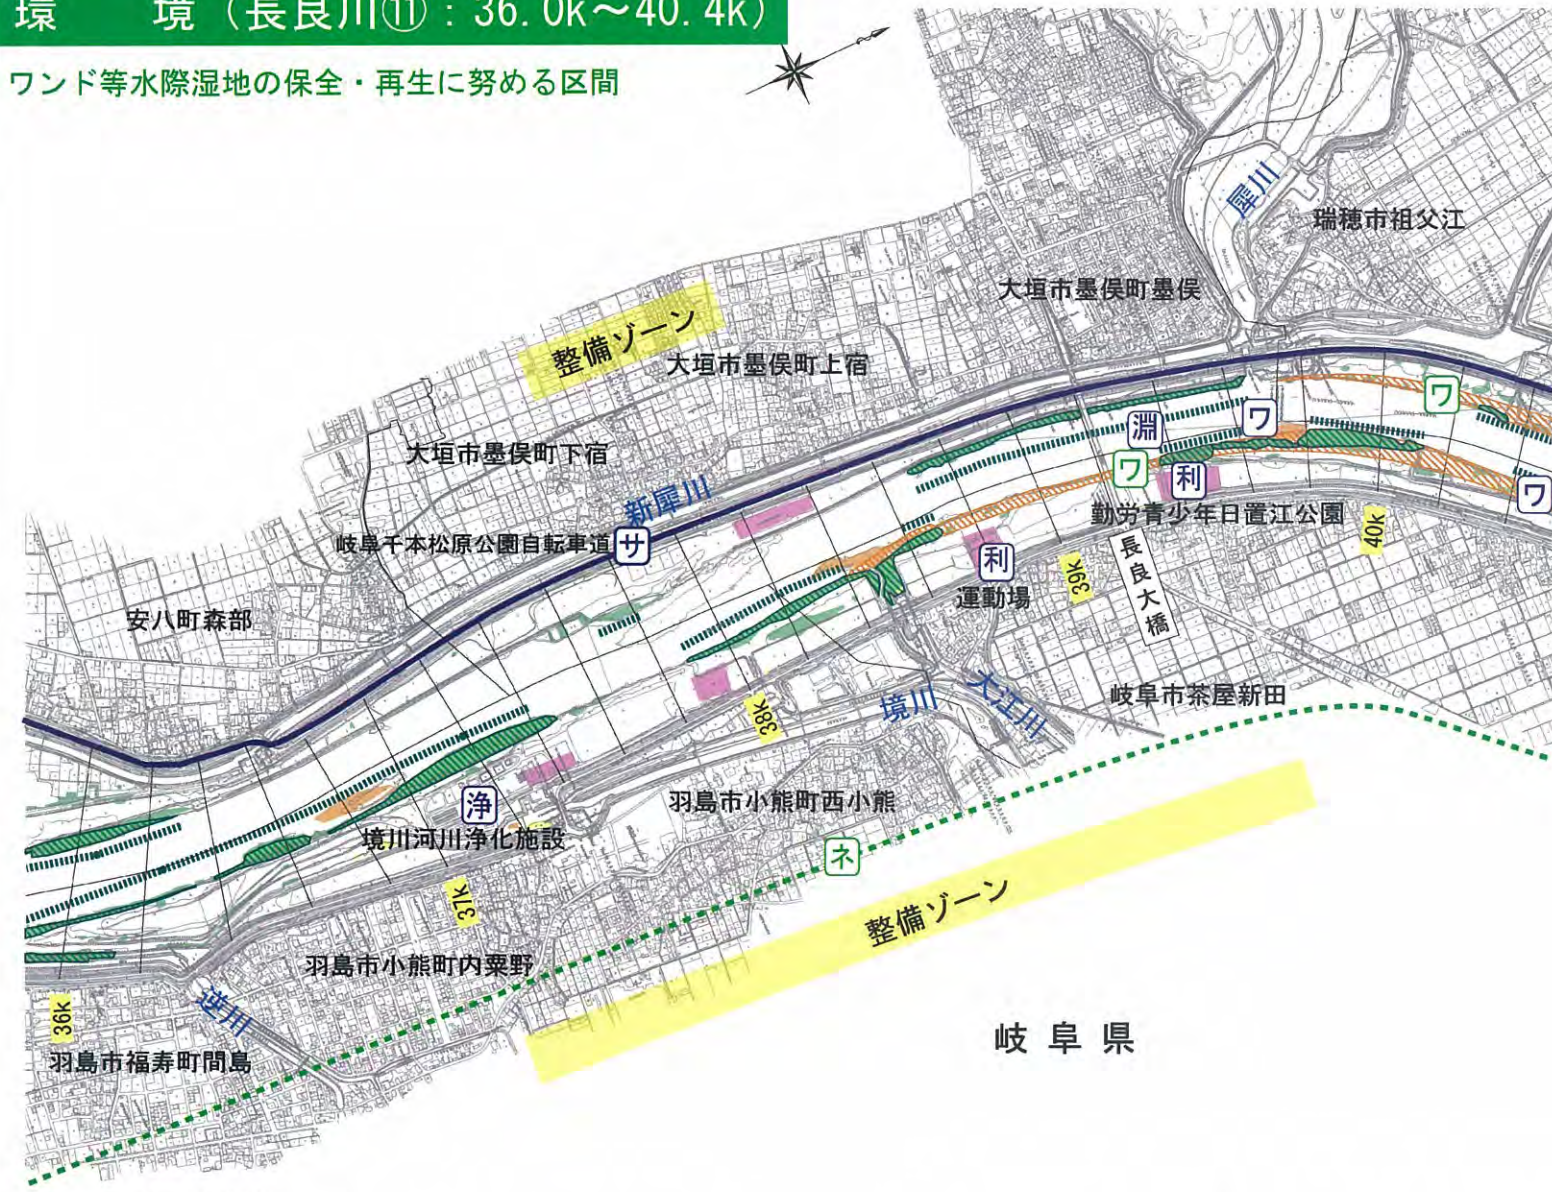 環　　境（長良川⑪：36.0k～40.4k）
ワンド等水際湿地の保全・再生に努める区間
犀川
瑞穂市祖父江
大垣市墨俣町墨俣
整備ゾーン
大垣市墨俣町上宿
ワ
淵
ワ
大垣市墨俣町下宿
ワ
利
新犀川
ワ
勤労青少年日置江公園
40k
岐阜千本松原公園自転車道
サ
利
39k
長良大橋
運動場
安八町森部
大江川
岐阜市茶屋新田
境川
38k
浄
羽島市小熊町西小熊
境川河川浄化施設
ネ
37k
整備ゾーン
羽島市小熊町内粟野
逆川
36k
岐阜県
羽島市福寿町間島